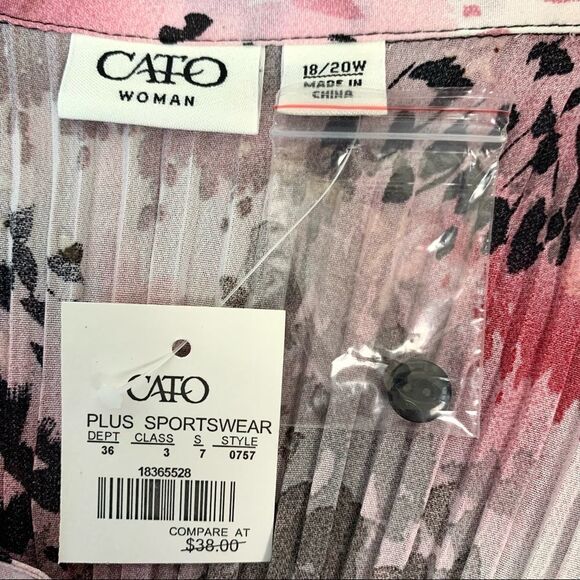 CATO
WOMAN
18/20W
MADE IN
CHINA
CATO
PLUS SPORTSWEAR
DEPT CLASS S STYLE
36 3 7 0757
18365528
COMPARE AT
$38.00